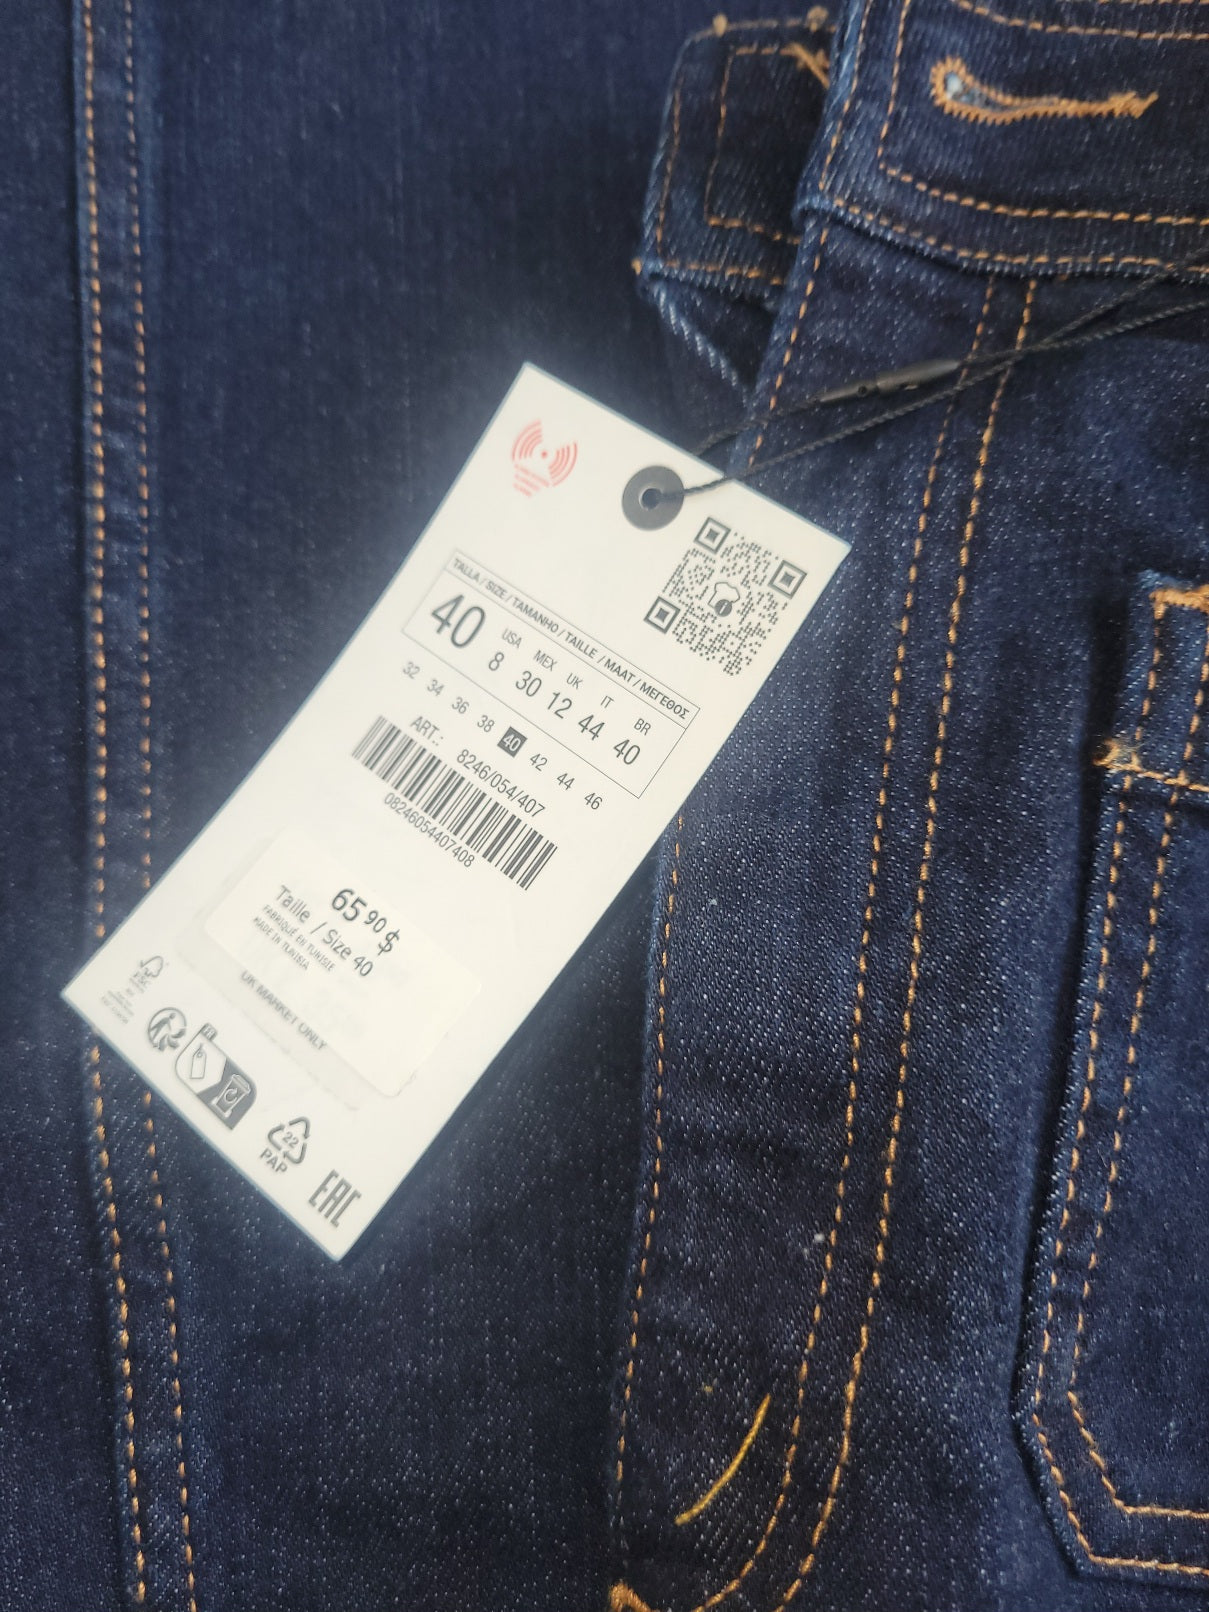 TALLA / SIZE / TAMANHO / TAILLE / MAAT / ΜΕΓΕΘΟΣ
40 USA 8 MEX 30 UK 12 IT 44 BR 40
32 34 36 38 40 42 44 46
ART.: 8246/054/407
08246054407408
65 90 $
Taille / Size 40
FABRIQUÉ EN TUNISIE
MADE IN TUNISIA
UK MARKET ONLY
FSC
22
PAP
EAC